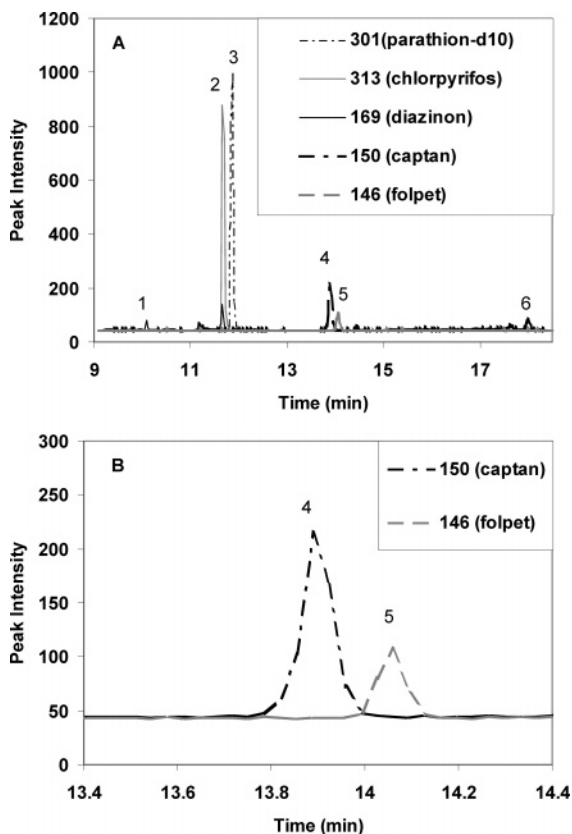 A
301(parathion-d10)
313 (chlorpyrifos)
169 (diazinon)
150 (captan)
146 (folpet)
Peak Intensity
1200
1000
800
600
400
200
0
1
2
3
4
5
6
9 11 13 15 17
Time (min)
B
150 (captan)
146 (folpet)
Peak Intensity
300
250
200
150
100
50
0
4
5
13.4 13.6 13.8 14 14.2 14.4
Time (min)